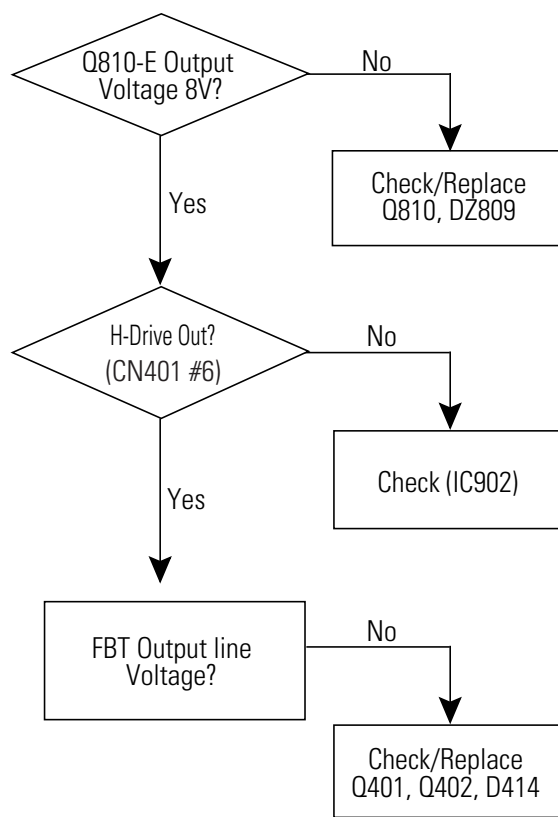 Q810-E Output
Voltage 8V?
No
Check/Replace
Q810, DZ809
Yes
H-Drive Out?
(CN401 #6)
No
Check (IC902)
Yes
FBT Output line
Voltage?
No
Check/Replace
Q401, Q402, D414